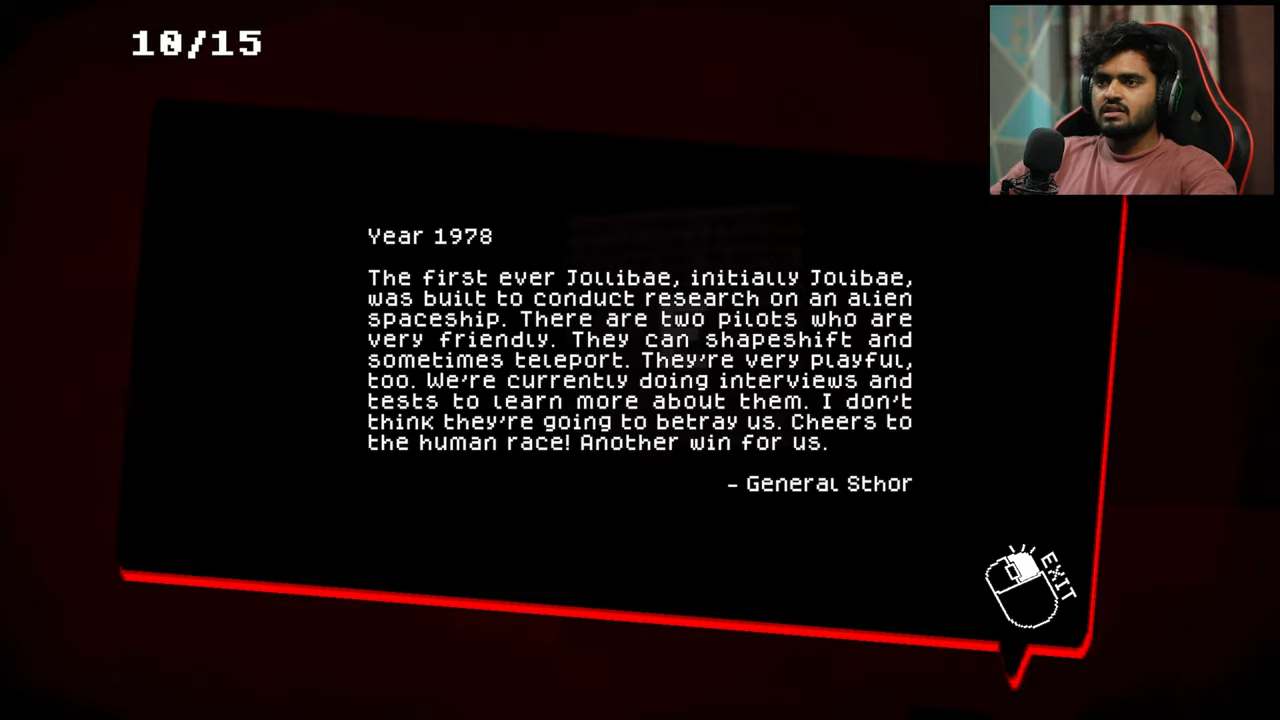 10/15
Year 1978
The first ever Jollibae, initially Jolibae,
was built to conduct research on an alien
spaceship. There are two pilots who are
very friendly. They can shapeshift and
sometimes teleport. They're very playful,
too. We're currently doing interviews and
tests to learn more about them. I don't
think they're going to betray us. Cheers to
the human race! Another win for us.
- General Sthor
EXIT